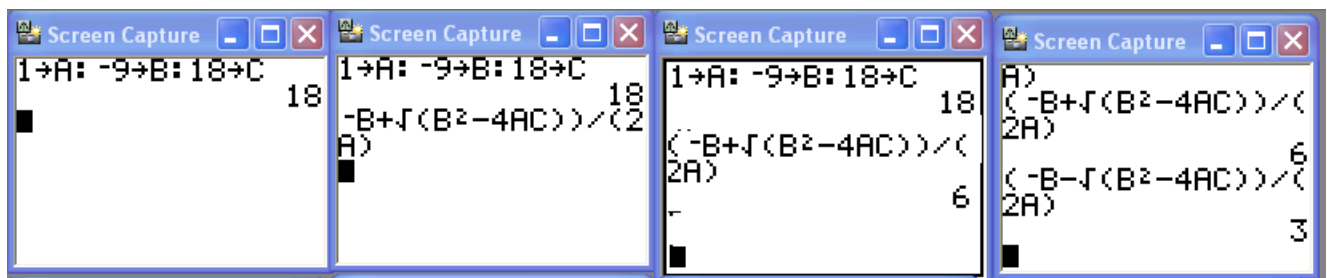 Screen Capture
1→A: ⁻9→B:18→C
18
Screen Capture
1→A: ⁻9→B:18→C
18
⁻B+√(B²−4AC))/(2
A)
Screen Capture
1→A: ⁻9→B:18→C
18
(⁻B+√(B²−4AC))/(
2A)
6
Screen Capture
A)
(⁻B+√(B²−4AC))/(
2A)
6
(⁻B−√(B²−4AC))/(
2A)
3